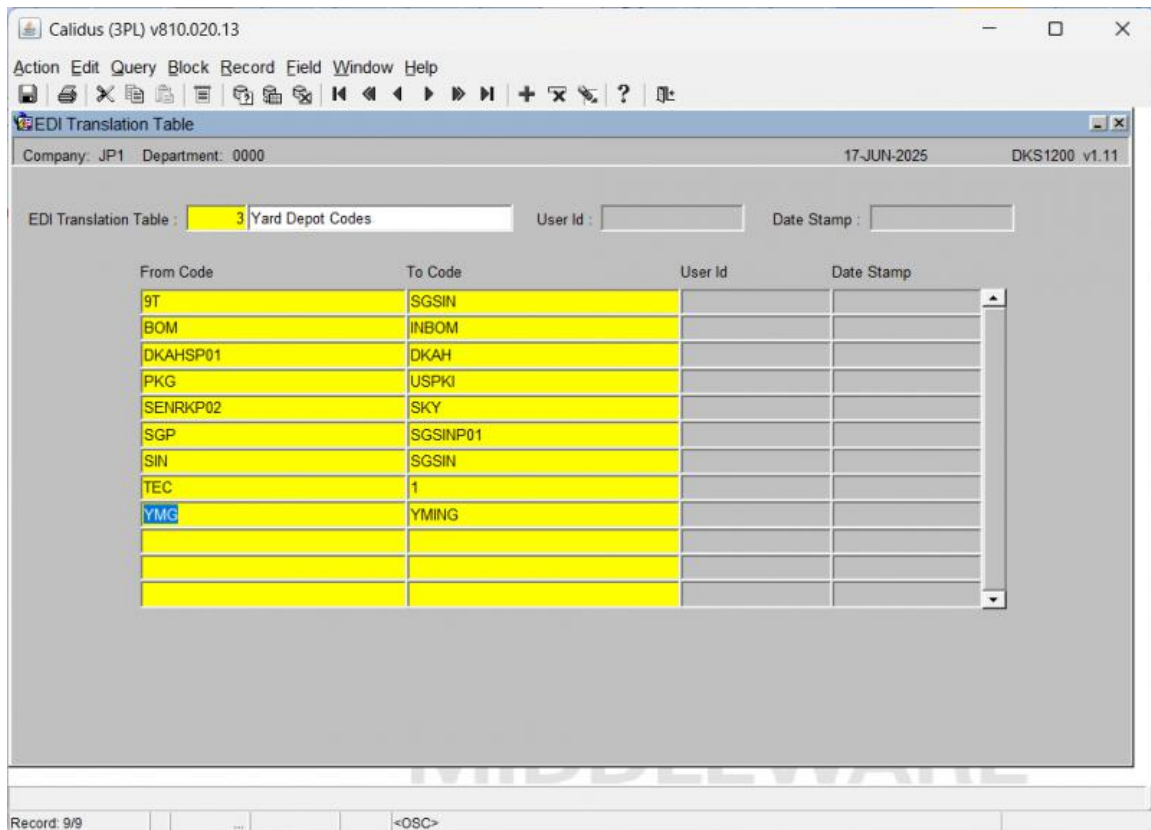 Calidus (3PL) v810.020.13
Action Edit Query Block Record Field Window Help
EDI Translation Table
Company: JP1 Department: 0000 17-JUN-2025 DKS1200 v1.11
EDI Translation Table : 3 Yard Depot Codes User Id : Date Stamp :
From Code To Code User Id Date Stamp
9T SGSIN
BOM INBOM
DKAHSP01 DKAH
PKG USPKI
SENRKP02 SKY
SGP SGSINP01
SIN SGSIN
TEC 1
YMG YMING
MIDDLEWARE
Record: 9/9 ... <OSC>